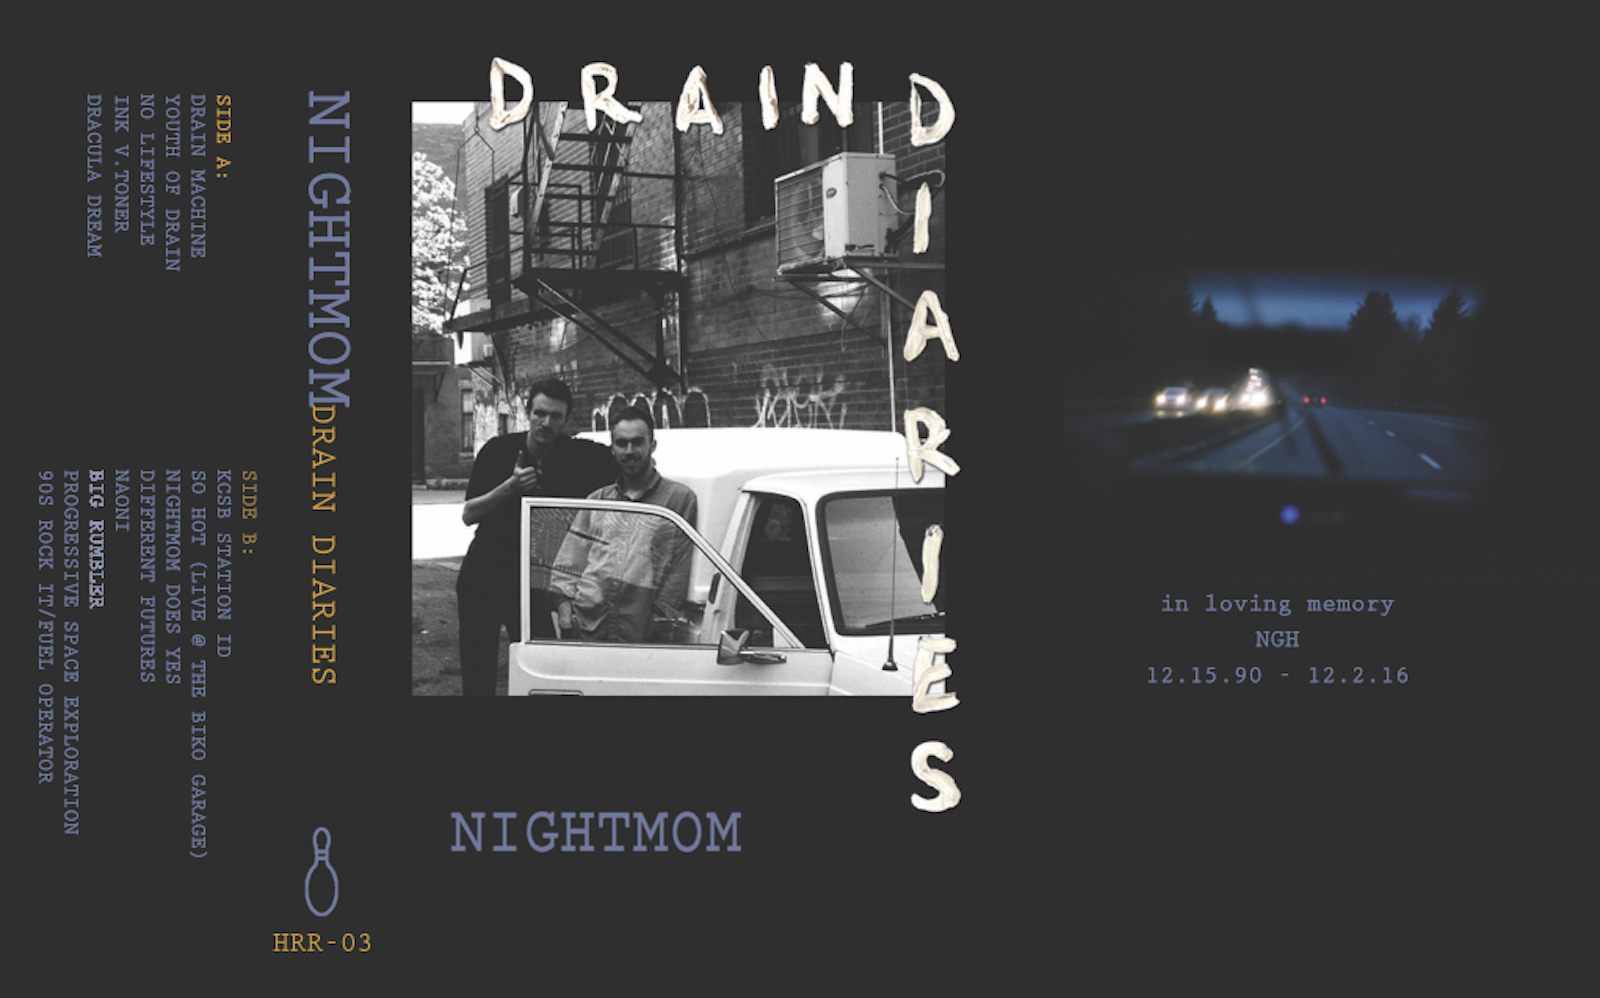 SIDE A:
DRAIN MACHINE
YOUTH OF DRAIN
NO LIFESTYLE
INK V.TONER
DRACULA DREAM
SIDE B:
KCSB STATION ID
SO HOT (LIVE @ THE BIKO GARAGE)
NIGHTMOM DOES YES
DIFFERENT FUTURES
NAONI
BIG RUMBLER
PROGRESSIVE SPACE EXPLORATION
90S ROCK IT/FUEL OPERATOR
NIGHTMOM DRAIN DIARIES
HRR-03
DRAIN
DIARIES
NIGHTMOM
in loving memory
NGH
12.15.90 - 12.2.16